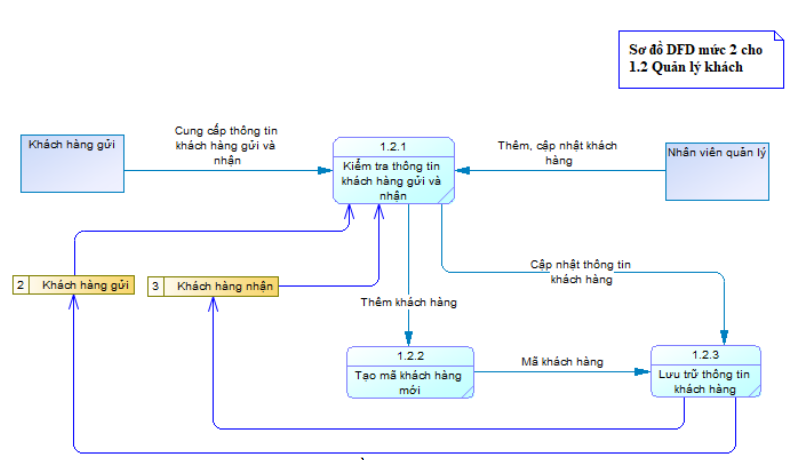 Sơ đồ DFD mức 2 cho
1.2 Quản lý khách
Khách hàng gửi
Cung cấp thông tin
khách hàng gửi và
nhận
1.2.1
Kiểm tra thông tin
khách hàng gửi và
nhận
Thêm, cập nhật khách
hàng
Nhân viên quản lý
2 Khách hàng gửi
3 Khách hàng nhận
Cập nhật thông tin
khách hàng
Thêm khách hàng
1.2.2
Tạo mã khách hàng
mới
Mã khách hàng
1.2.3
Lưu trữ thông tin
khách hàng